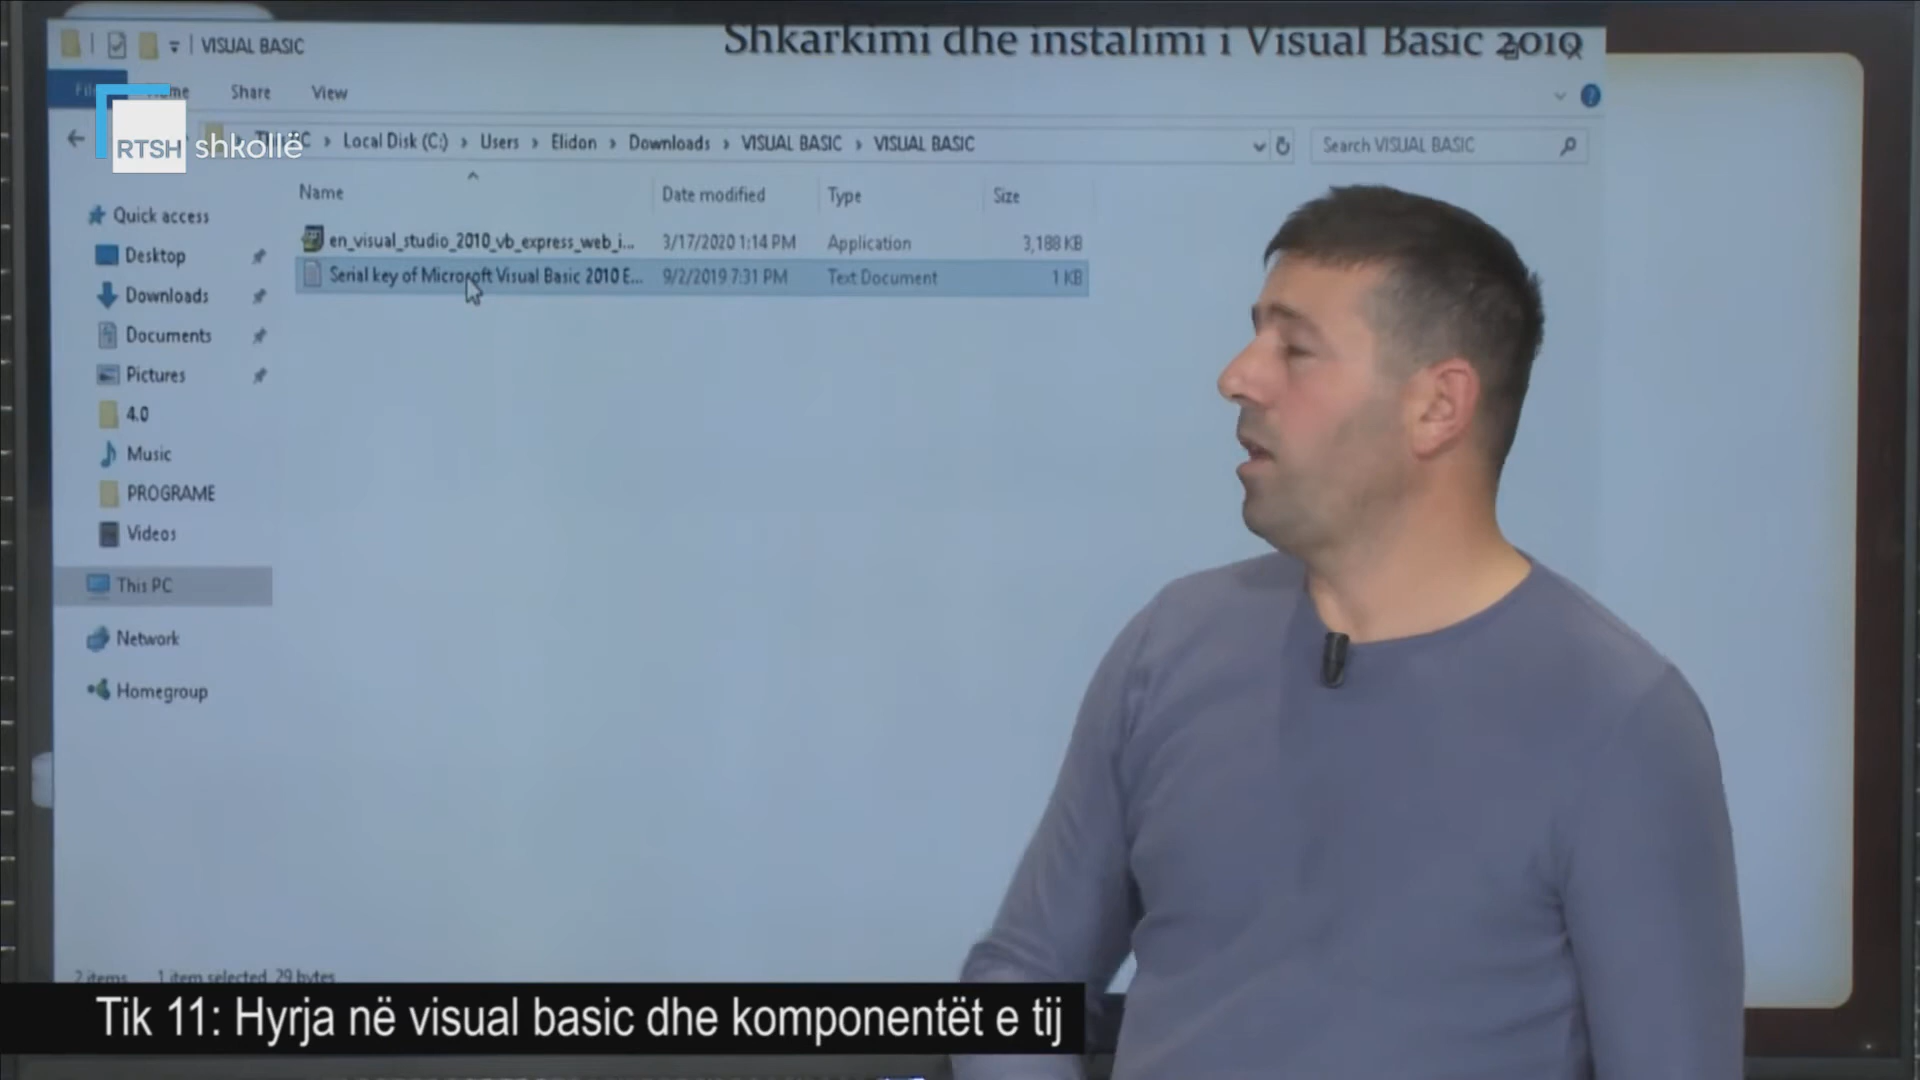 VISUAL BASIC
Shkarkimi dhe instalimi i Visual Basic 2010
Share View
RTSH shkollë
Local Disk (C:) › Users › Elidon › Downloads › VISUAL BASIC › VISUAL BASIC
Search VISUAL BASIC
Name Date modified Type Size
en_visual_studio_2010_vb_express_web_i... 3/17/2020 1:14 PM Application 3,188 KB
Serial key of Microsoft Visual Basic 2010 E... 9/2/2019 7:31 PM Text Document 1 KB
Quick access
Desktop
Downloads
Documents
Pictures
4.0
Music
PROGRAME
Videos
This PC
Network
Homegroup
2 items 1 item selected 29 bytes
Tik 11: Hyrja në visual basic dhe komponentët e tij